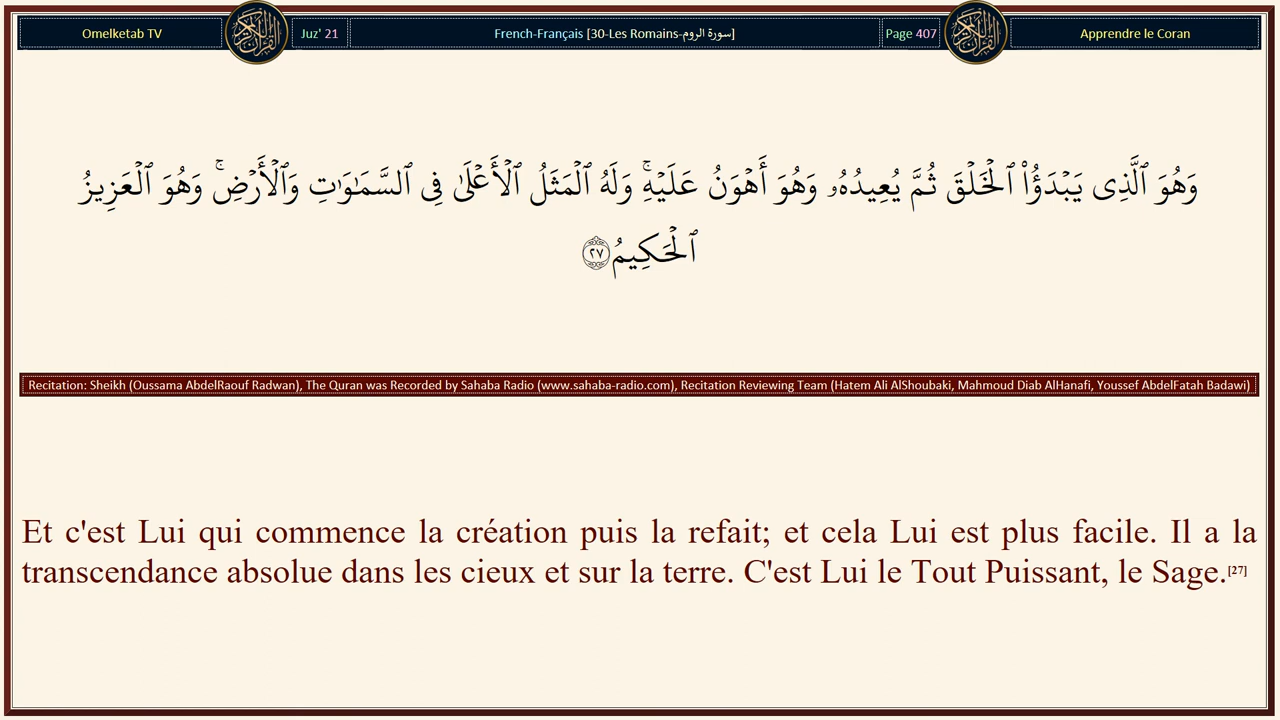 Omelketab TV
Juz' 21
French-Français [30-Les Romains-سورة الروم]
Page 407
Apprendre le Coran
وَهُوَ ٱلَّذِى يَبْدَؤُا۟ ٱلْخَلْقَ ثُمَّ يُعِيدُهُۥ وَهُوَ أَهْوَنُ عَلَيْهِ ۚ وَلَهُ ٱلْمَثَلُ ٱلْأَعْلَىٰ فِى ٱلسَّمَـٰوَٰتِ وَٱلْأَرْضِ ۚ وَهُوَ ٱلْعَزِيزُ
ٱلْحَكِيمُ ٢٧
Recitation: Sheikh (Oussama AbdelRaouf Radwan), The Quran was Recorded by Sahaba Radio (www.sahaba-radio.com), Recitation Reviewing Team (Hatem Ali AlShoubaki, Mahmoud Diab AlHanafi, Youssef AbdelFatah Badawi)
Et c'est Lui qui commence la création puis la refait; et cela Lui est plus facile. Il a la
transcendance absolue dans les cieux et sur la terre. C'est Lui le Tout Puissant, le Sage.[27]